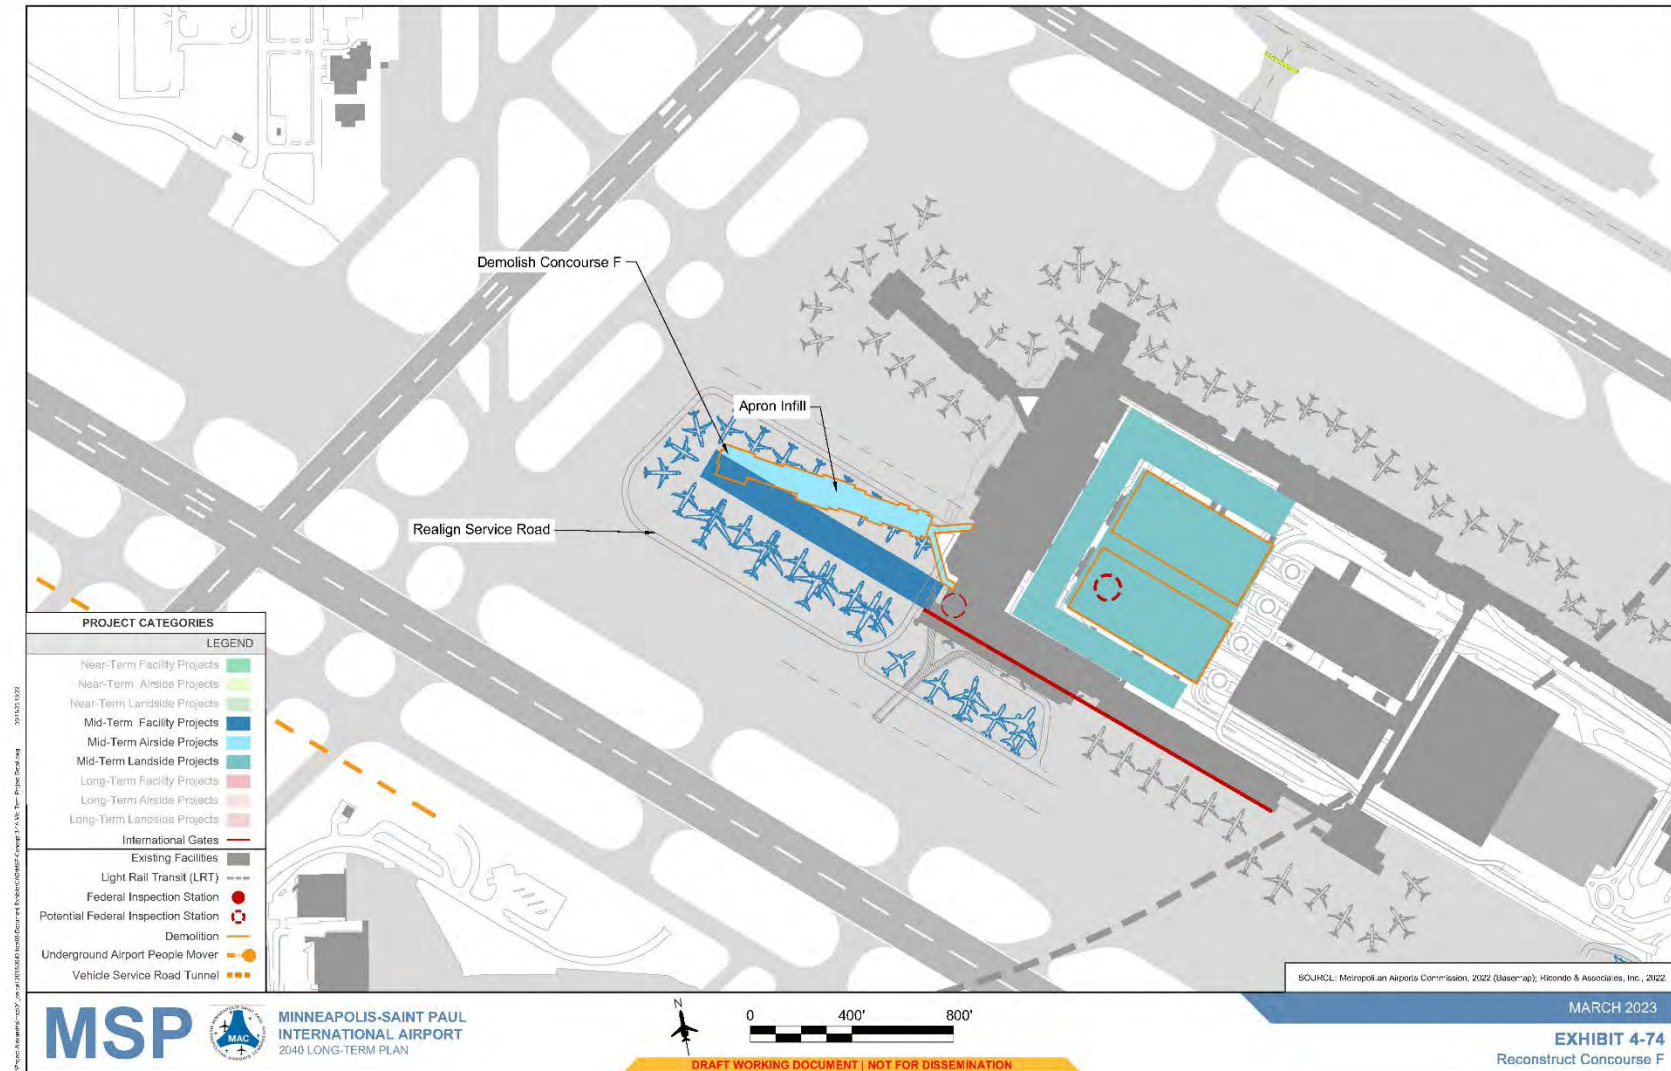 Demolish Concourse F
Apron Infill
Realign Service Road
PROJECT CATEGORIES
LEGEND
Near-Term Facility Projects
Near-Term Airside Projects
Near-Term Landside Projects
Mid-Term Facility Projects
Mid-Term Airside Projects
Mid-Term Landside Projects
Long-Term Facility Projects
Long-Term Airside Projects
Long-Term Landside Projects
International Gates
Existing Facilities
Light Rail Transit (LRT)
Federal Inspection Station
Potential Federal Inspection Station
Demolition
Underground Airport People Mover
Vehicle Service Road Tunnel
SOURCE: Metropolitan Airports Commission, 2022 (Basemap); Ricondo & Associates, Inc., 2022.
MSP
MAC
MINNEAPOLIS-SAINT PAUL
INTERNATIONAL AIRPORT
2040 LONG-TERM PLAN
N
0 400' 800'
DRAFT WORKING DOCUMENT | NOT FOR DISSEMINATION
MARCH 2023
EXHIBIT 4-74
Reconstruct Concourse F